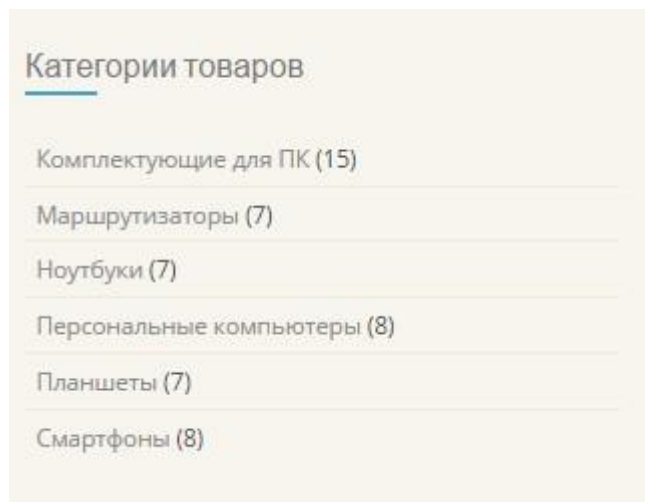 Категории товаров
Комплектующие для ПК (15)
Маршрутизаторы (7)
Ноутбуки (7)
Персональные компьютеры (8)
Планшеты (7)
Смартфоны (8)